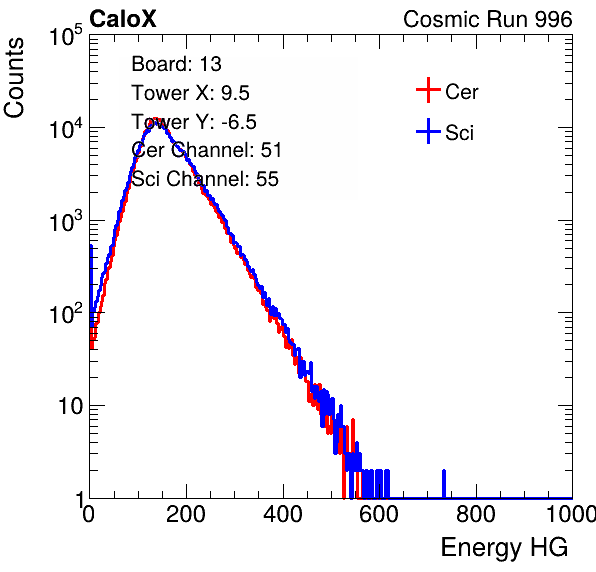 CaloX
Cosmic Run 996
Counts
10^5
10^4
10^3
10^2
10
1
Board: 13
Tower X: 9.5
Tower Y: -6.5
Cer Channel: 51
Sci Channel: 55
Cer
Sci
0 200 400 600 800 1000
Energy HG